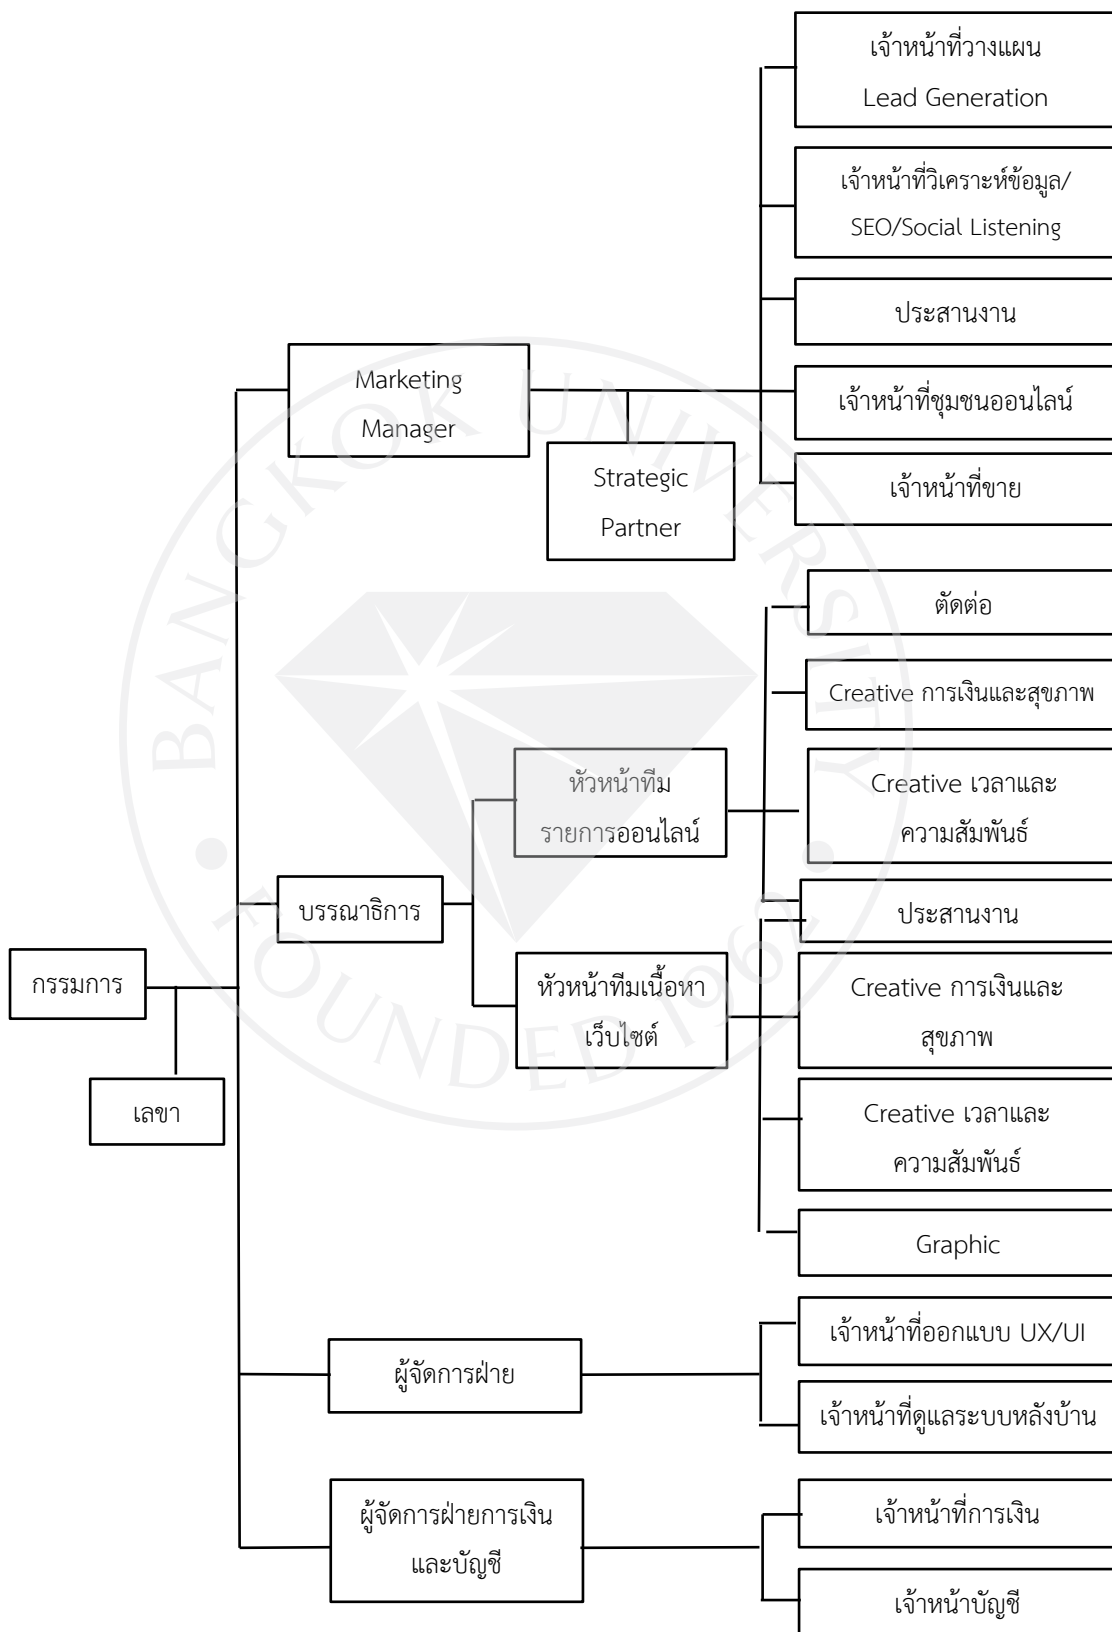 เจ้าหน้าที่วางแผน
Lead Generation
เจ้าหน้าที่วิเคราะห์ข้อมูล/
SEO/Social Listening
ประสานงาน
Marketing
Manager
เจ้าหน้าที่ชุมชนออนไลน์
Strategic
Partner
เจ้าหน้าที่ขาย
ตัดต่อ
Creative การเงินและสุขภาพ
หัวหน้าทีม
รายการออนไลน์
Creative เวลาและ
ความสัมพันธ์
บรรณาธิการ
ประสานงาน
กรรมการ
หัวหน้าทีมเนื้อหา
เว็บไซต์
Creative การเงินและ
สุขภาพ
เลขา
Creative เวลาและ
ความสัมพันธ์
Graphic
ผู้จัดการฝ่าย
เจ้าหน้าที่ออกแบบ UX/UI
เจ้าหน้าที่ดูแลระบบหลังบ้าน
ผู้จัดการฝ่ายการเงิน
และบัญชี
เจ้าหน้าที่การเงิน
เจ้าหน้าบัญชี
BANGKOK UNIVERSITY
• FOUNDED 1962 •